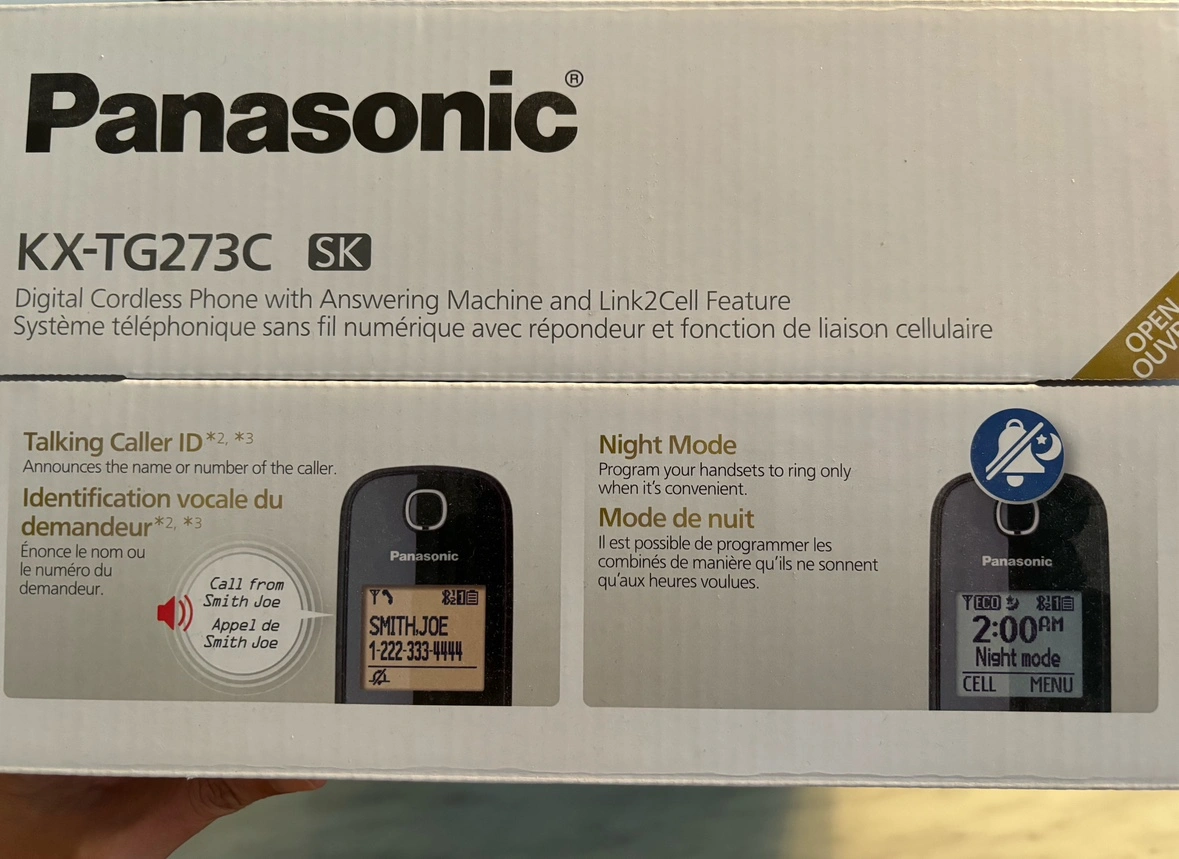 Panasonic®
KX-TG273C SK
Digital Cordless Phone with Answering Machine and Link2Cell Feature
Système téléphonique sans fil numérique avec répondeur et fonction de liaison cellulaire
OPEN
Talking Caller ID*2, *3
Announces the name or number of the caller.
Identification vocale du
demandeur*2, *3
Énonce le nom ou
le numéro du
demandeur.
Call from
Smith Joe
Appel de
Smith Joe
Panasonic
SMITH,JOE
1-222-333-4444
Night Mode
Program your handsets to ring only
when it's convenient.
Mode de nuit
Il est possible de programmer les
combinés de manière qu'ils ne sonnent
qu'aux heures voulues.
Panasonic
ECO
2:00AM
Night mode
CELL MENU